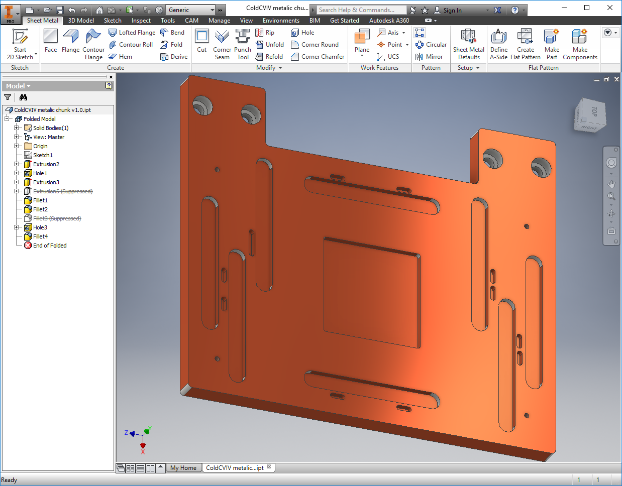 Generic
ColdCVIV metalic chu...
Search Help & Commands...
Sign In
Sheet Metal 3D Model Sketch Inspect Tools CAM Manage View Environments BIM Get Started Autodesk A360
Start 2D Sketch
Face
Flange
Contour Flange
Lofted Flange
Contour Roll
Hem
Bend
Fold
Derive
Cut
Corner Seam
Punch Tool
Rip
Unfold
Refold
Hole
Corner Round
Corner Chamfer
Plane
Axis
Point
UCS
Circular
Mirror
Sheet Metal Defaults
Define A-Side
Create Flat Pattern
Make Part
Make Components
Sketch Create Modify Work Features Pattern Setup Flat Pattern
Model
ColdCVIV metalic chunk v1.0.ipt
Folded Model
Solid Bodies(1)
View: Master
Origin
Sketch1
Extrusion2
Hole1
Extrusion3
Fillet1
Fillet2
Fillet3 (Suppressed)
Hole3
Fillet4
End of Folded
TOP
Z
X
My Home
ColdCVIV metalic...ipt
Ready
1 1